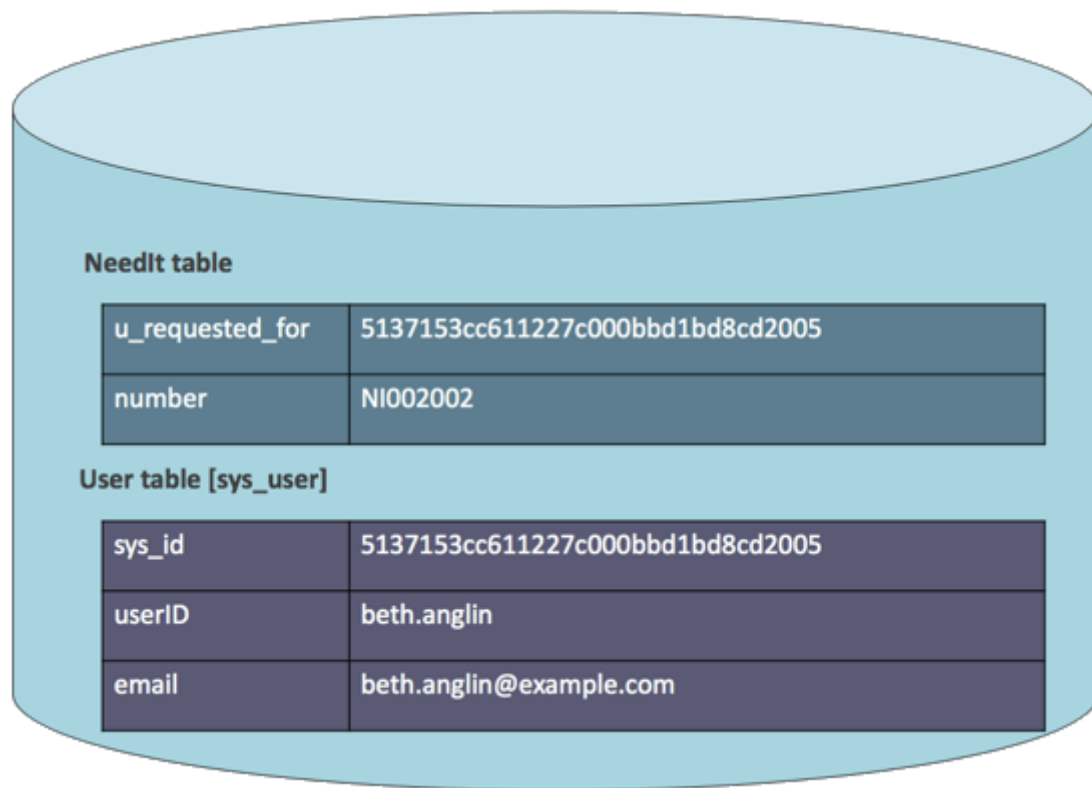 NeedIt table
u_requested_for 5137153cc611227c000bbd1bd8cd2005
number NI002002
User table [sys_user]
sys_id 5137153cc611227c000bbd1bd8cd2005
userID beth.anglin
email beth.anglin@example.com